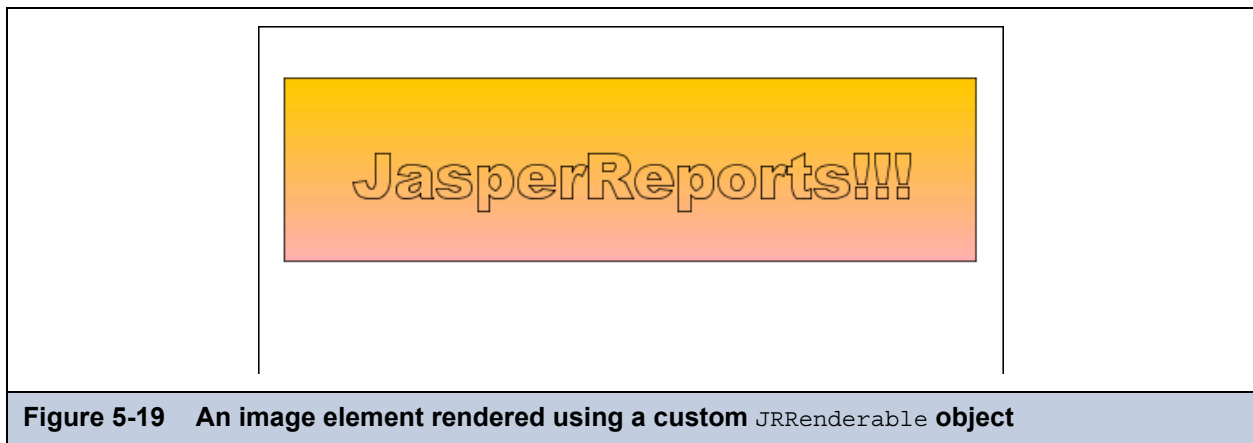 JasperReports!!!
Figure 5-19 An image element rendered using a custom JRRenderable object